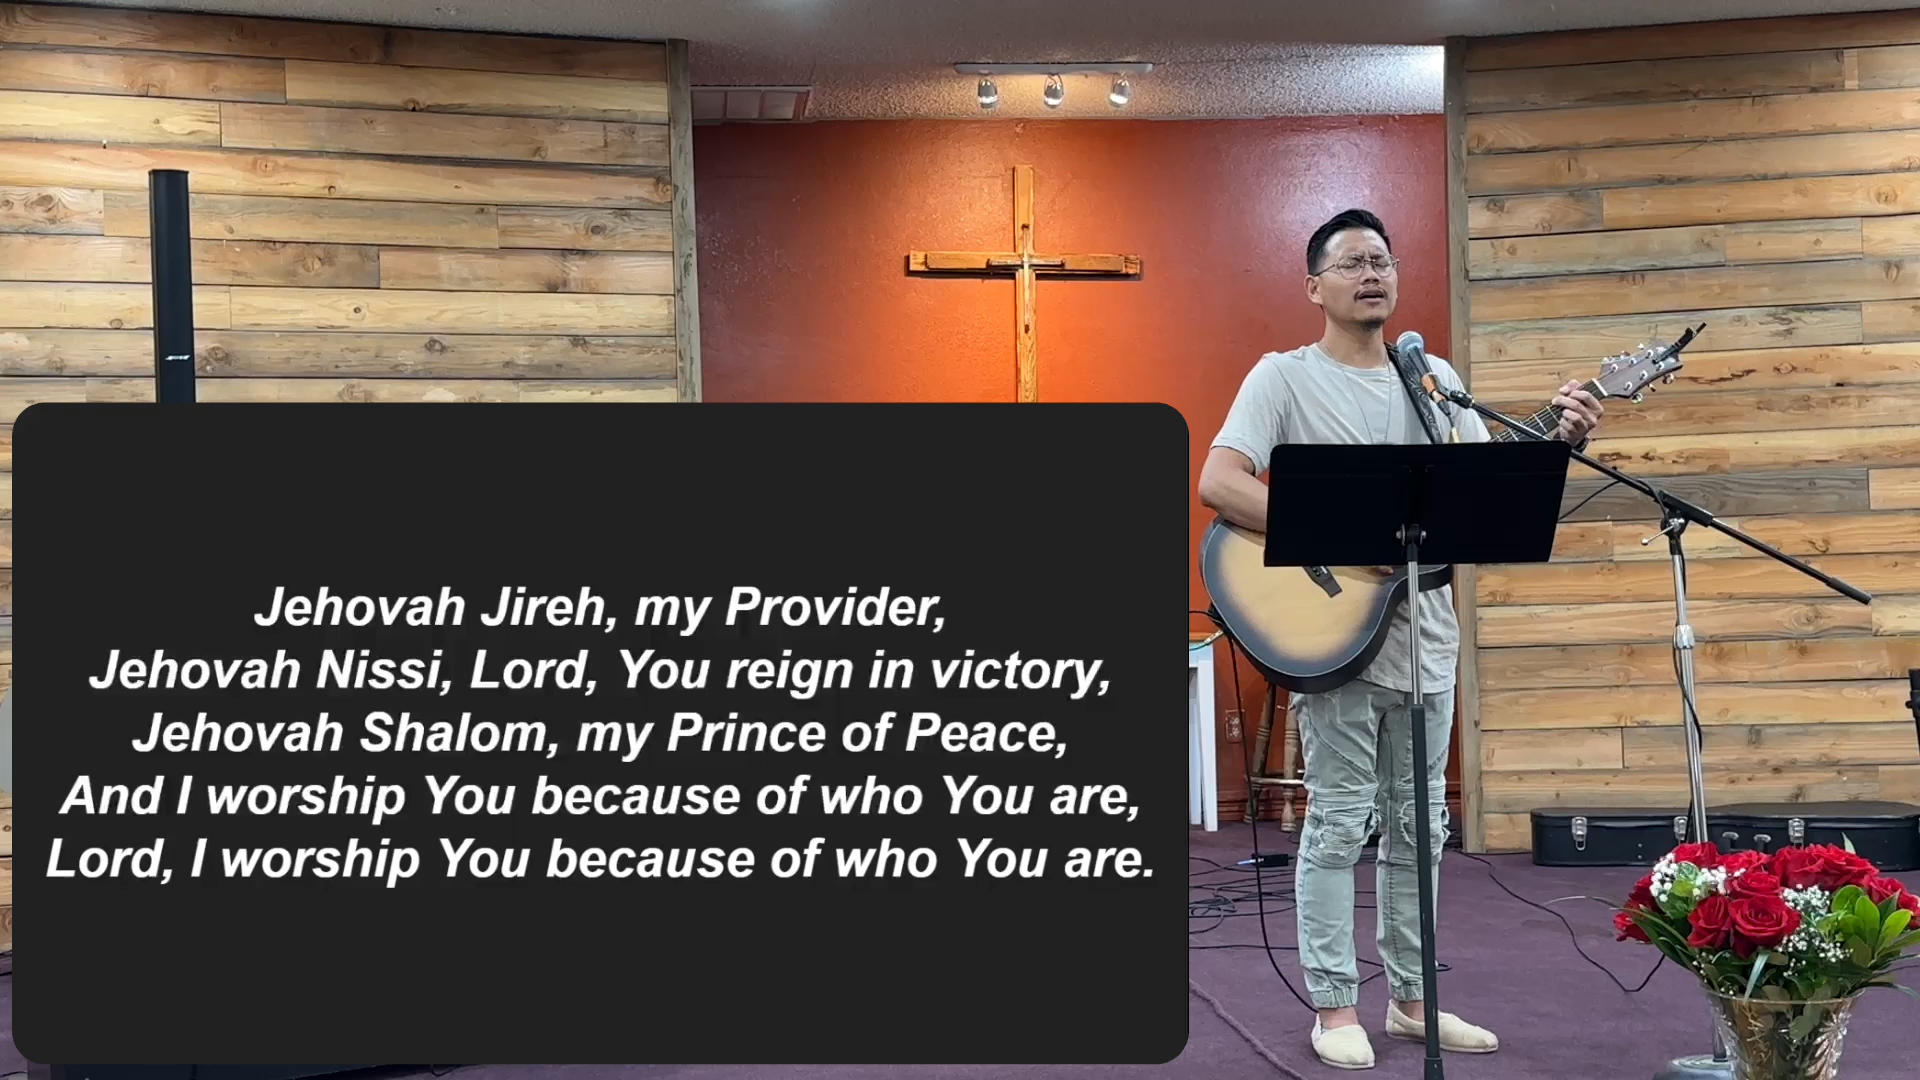 Jehovah Jireh, my Provider,
Jehovah Nissi, Lord, You reign in victory,
Jehovah Shalom, my Prince of Peace,
And I worship You because of who You are,
Lord, I worship You because of who You are.